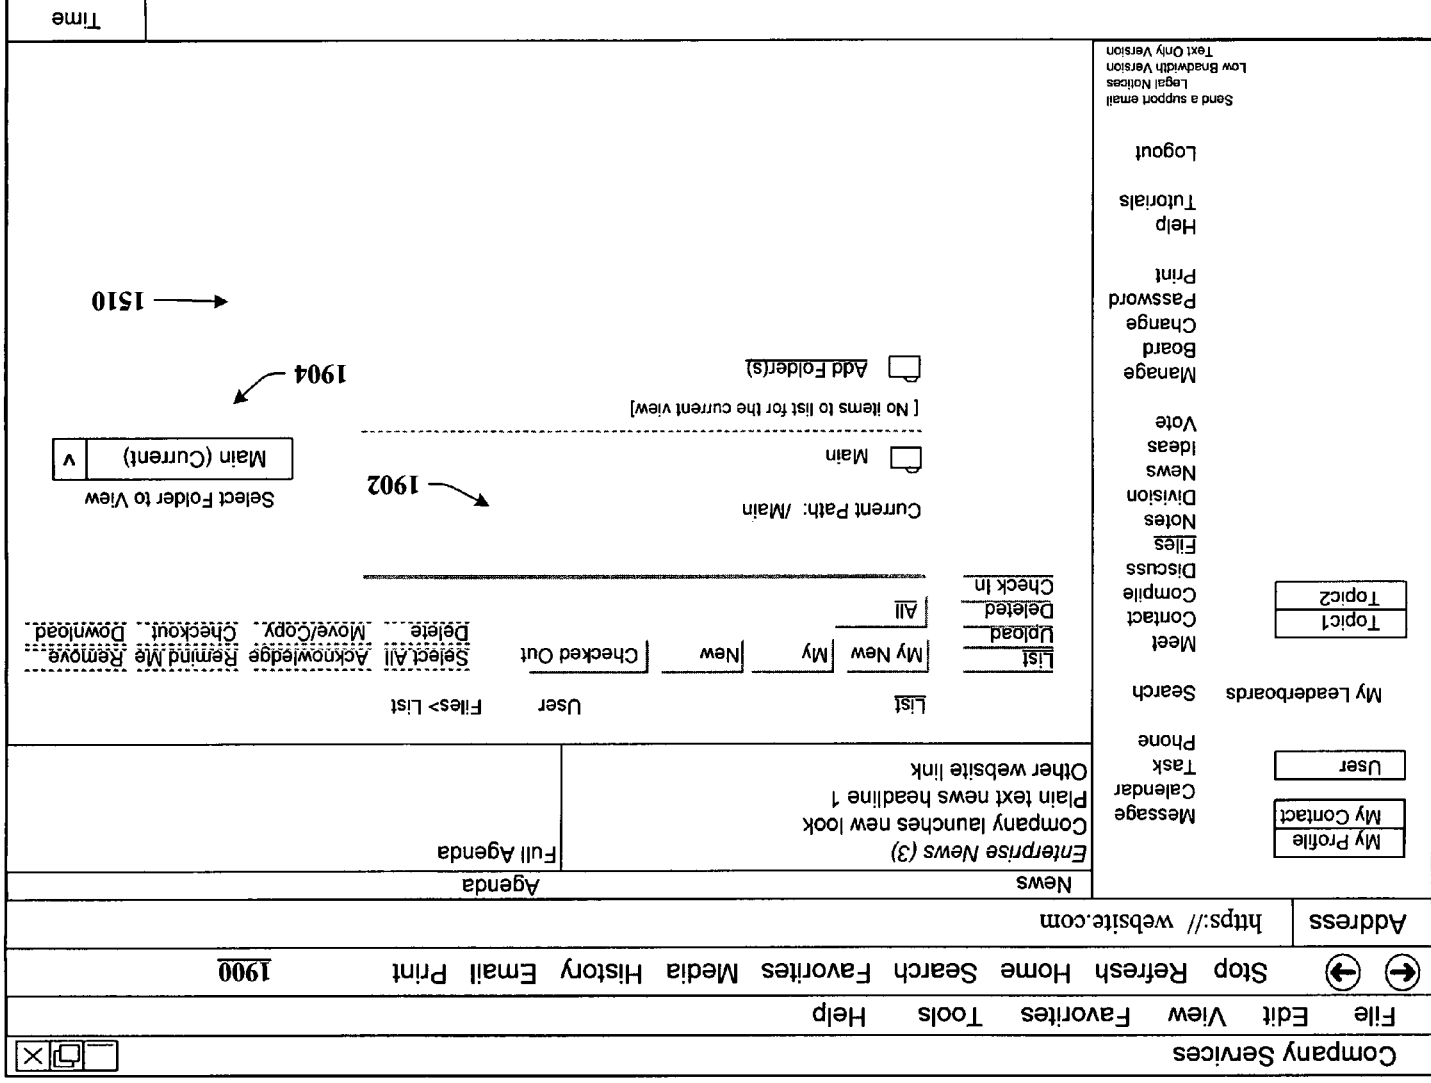 Company Services
File Edit View Favorites Tools Help
Stop Refresh Home Search Favorites Media History Email Print 1900
Address https:// website.com
News Agenda
Enterprise News (3) Full Agenda
Company launches new look
Plain text news headline 1
Other website link
My Profile
My Contact
User
My Leaderboards
Topic1
Topic2
Message
Calendar
Task
Phone
Search
Meet
Contact
Compile
Discuss
Files
Notes
Division
News
Ideas
Vote
Manage
Board
Change
Password
Print
Help
Tutorials
Logout
Send a support email
Legal Notices
Low Bnadwidth Version
Text Only Version
List User Files> List
List
Upload
Deleted
Check In
My New My New Checked Out
All
Select All Acknowledge Remind Me Remove
Delete Move/Copy Checkout Download
Current Path: /Main
1902
Select Folder to View
Main
Main (Current) V
[ No items to list for the current view]
1904
Add Folder(s)
1510
Time